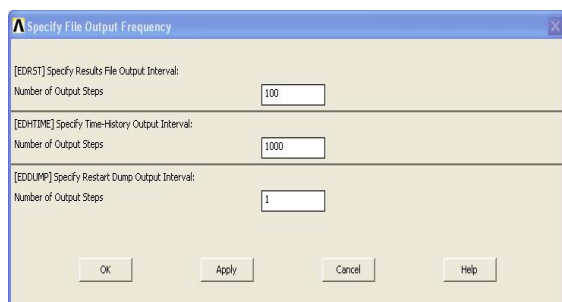 Specify File Output Frequency
[EDRST] Specify Results File Output Interval:
Number of Output Steps 100
[EDHTIME] Specify Time-History Output Interval:
Number of Output Steps 1000
[EDDUMP] Specify Restart Dump Output Interval:
Number of Output Steps 1
OK Apply Cancel Help